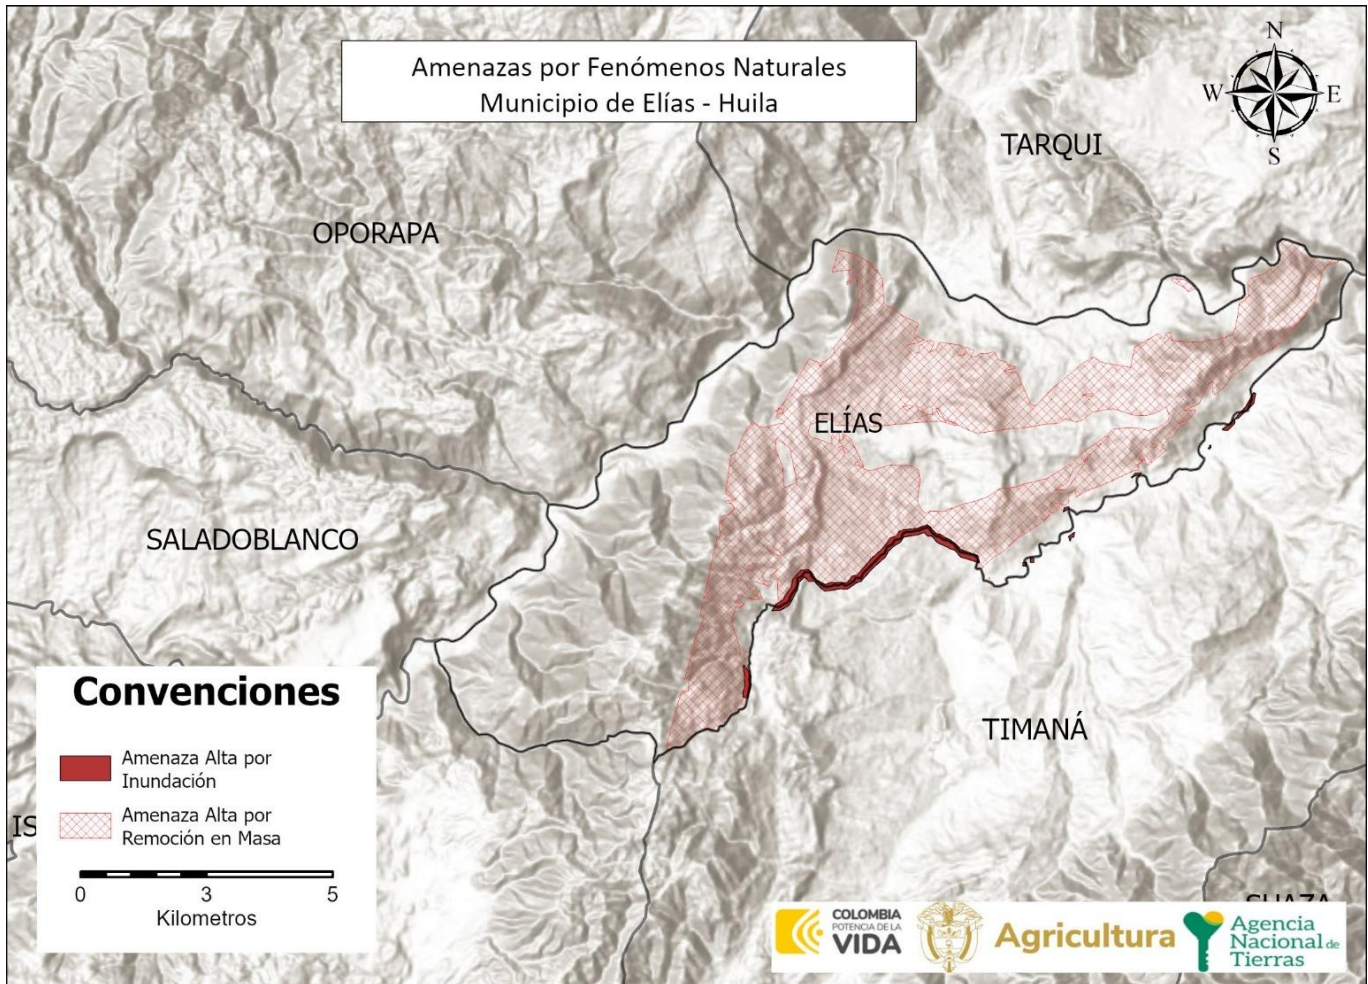 Amenazas por Fenómenos Naturales
Municipio de Elías - Huila
N
W E
S
TARQUI
OPORAPA
ELÍAS
SALADOBLANCO
TIMANÁ
Convenciones
Amenaza Alta por
Inundación
Amenaza Alta por
Remoción en Masa
IS
0 3 5
Kilometros
SUAZA
COLOMBIA
POTENCIA DE LA
VIDA
Agricultura
Agencia
Nacional de
Tierras